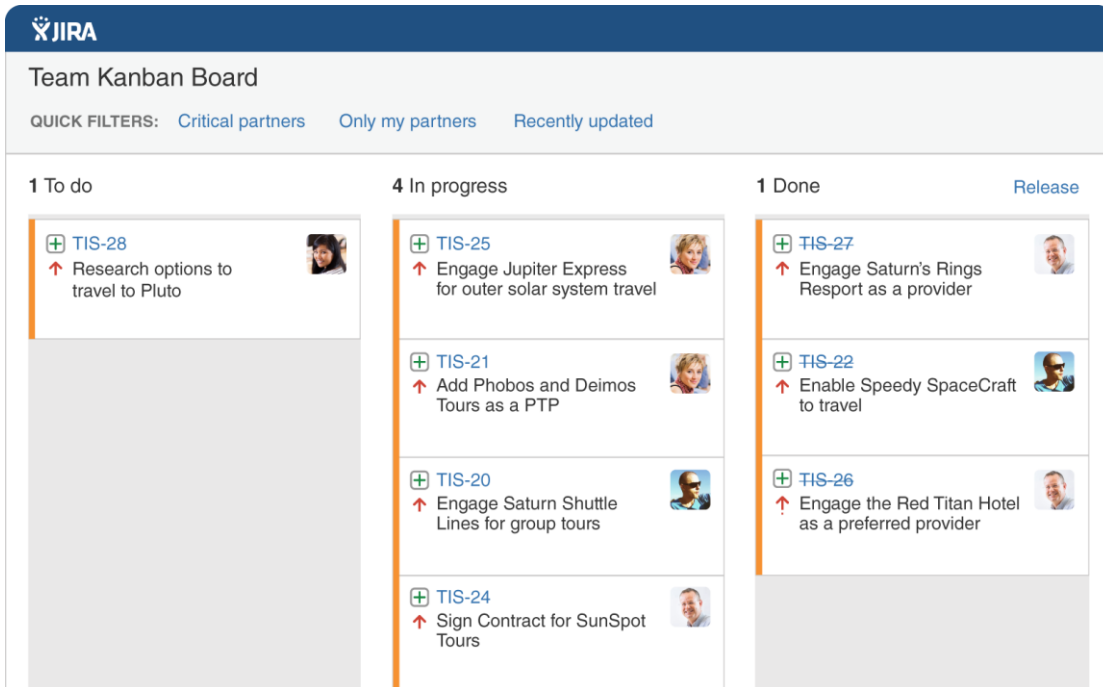 JIRA
Team Kanban Board
QUICK FILTERS: Critical partners Only my partners Recently updated
1 To do
TIS-28
Research options to
travel to Pluto
4 In progress
TIS-25
Engage Jupiter Express
for outer solar system travel
TIS-21
Add Phobos and Deimos
Tours as a PTP
TIS-20
Engage Saturn Shuttle
Lines for group tours
TIS-24
Sign Contract for SunSpot
Tours
1 Done Release
TIS-27
Engage Saturn's Rings
Resport as a provider
TIS-22
Enable Speedy SpaceCraft
to travel
TIS-26
Engage the Red Titan Hotel
as a preferred provider